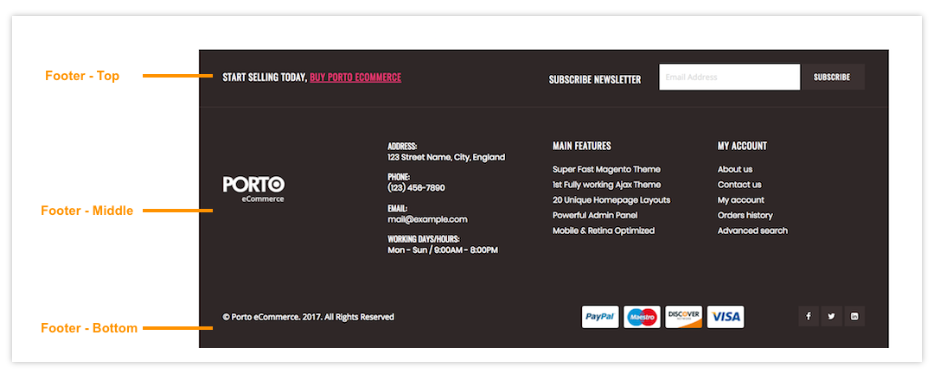 Footer - Top
START SELLING TODAY, BUY PORTO ECOMMERCE
SUBSCRIBE NEWSLETTER
Email Address
SUBSCRIBE
Footer - Middle
PORTO
eCommerce
ADDRESS:
123 Street Name, City, England
PHONE:
(123) 456-7890
EMAIL:
mail@example.com
WORKING DAYS/HOURS:
Mon - Sun / 9:00AM - 8:00PM
MAIN FEATURES
Super Fast Magento Theme
1st Fully working Ajax Theme
20 Unique Homepage Layouts
Powerful Admin Panel
Mobile & Retina Optimized
MY ACCOUNT
About us
Contact us
My account
Orders history
Advanced search
Footer - Bottom
© Porto eCommerce. 2017. All Rights Reserved
PayPal
Maestro
DISCOVER
VISA